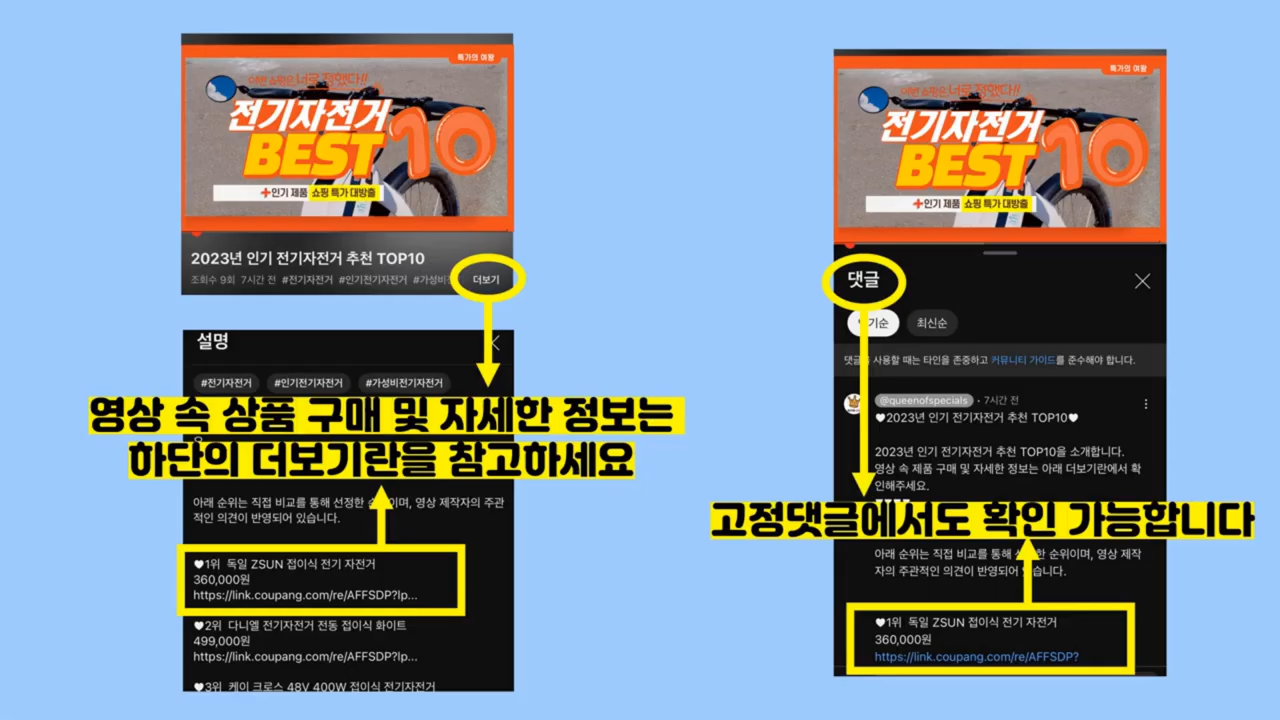 특가의 여왕
이번 쇼핑은 너로 정했다!!
전기자전거
BEST 10
+인기 제품 쇼핑 특가 대방출
2023년 인기 전기자전거 추천 TOP10
조회수 9회 7시간 전 #전기자전거 #인기전기자전거 #가성비
더보기
설명
#전기자전거 #인기전기자전거 #가성비전기자전거
영상 속 상품 구매 및 자세한 정보는
하단의 더보기란을 참고하세요
아래 순위는 직접 비교를 통해 선정한 순위이며, 영상 제작자의 주관
적인 의견이 반영되어 있습니다.
♥1위 독일 ZSUN 접이식 전기 자전거
360,000원
https://link.coupang.com/re/AFFSDP?lp...
♥2위 다니엘 전기자전거 전동 접이식 화이트
499,000원
https://link.coupang.com/re/AFFSDP?lp...
♥3위 케이 크로스 48V 400W 접이식 전기자전거
특가의 여왕
이번 쇼핑은 너로 정했다!!
전기자전거
BEST 10
+인기 제품 쇼핑 특가 대방출
댓글
인기순 최신순
댓글을 사용할 때는 타인을 존중하고 커뮤니티 가이드를 준수해야 합니다.
@queenofspecials · 7시간 전
♥2023년 인기 전기자전거 추천 TOP10♥
2023년 인기 전기자전거 추천 TOP10을 소개합니다.
영상 속 제품 구매 및 자세한 정보는 아래 더보기란에서 확
인해주세요.
고정댓글에서도 확인 가능합니다
아래 순위는 직접 비교를 통해 선정한 순위이며, 영상 제작
자의 주관적인 의견이 반영되어 있습니다.
♥1위 독일 ZSUN 접이식 전기 자전거
360,000원
https://link.coupang.com/re/AFFSDP?